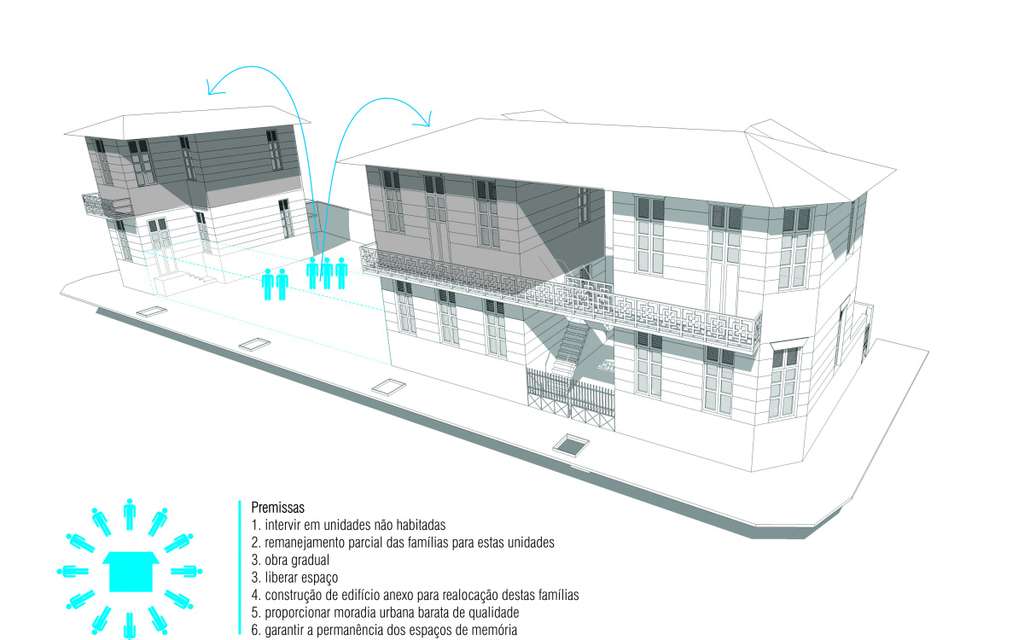 Premissas
1. intervir em unidades não habitadas
2. remanejamento parcial das famílias para estas unidades
3. obra gradual
3. liberar espaço
4. construção de edifício anexo para realocação destas famílias
5. proporcionar moradia urbana barata de qualidade
6. garantir a permanência dos espaços de memória